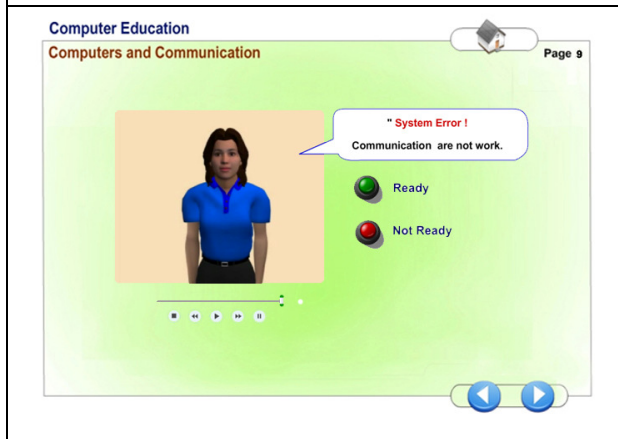 Computer Education
Computers and Communication
Page 9
" System Error !
Communication are not work.
Ready
Not Ready